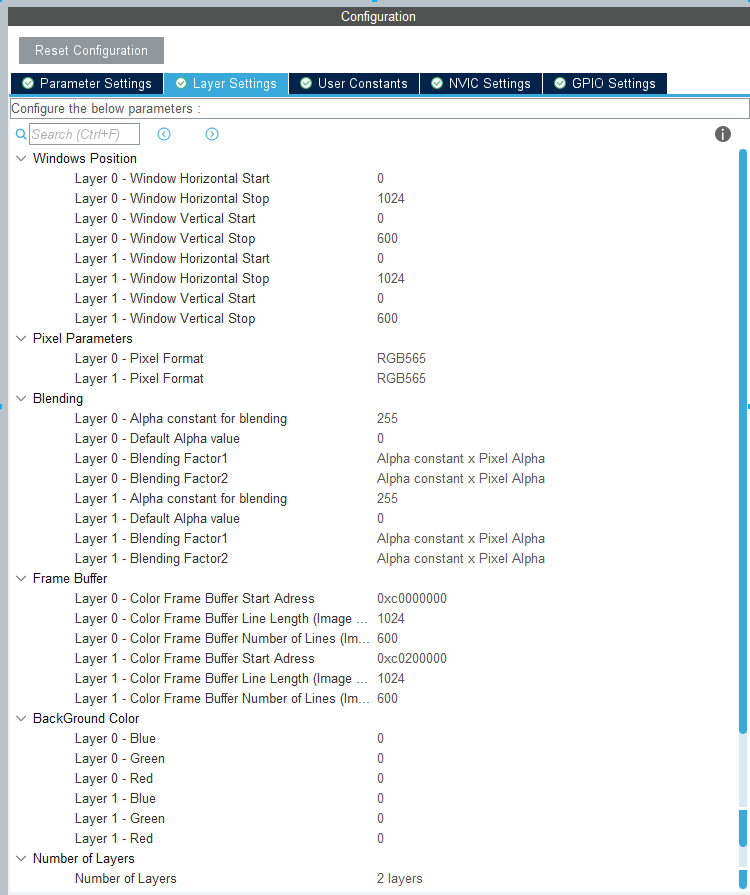 Configuration
Reset Configuration
Parameter Settings Layer Settings User Constants NVIC Settings GPIO Settings
Configure the below parameters :
Search (Ctrl+F)
Windows Position
Layer 0 - Window Horizontal Start 0
Layer 0 - Window Horizontal Stop 1024
Layer 0 - Window Vertical Start 0
Layer 0 - Window Vertical Stop 600
Layer 1 - Window Horizontal Start 0
Layer 1 - Window Horizontal Stop 1024
Layer 1 - Window Vertical Start 0
Layer 1 - Window Vertical Stop 600
Pixel Parameters
Layer 0 - Pixel Format RGB565
Layer 1 - Pixel Format RGB565
Blending
Layer 0 - Alpha constant for blending 255
Layer 0 - Default Alpha value 0
Layer 0 - Blending Factor1 Alpha constant x Pixel Alpha
Layer 0 - Blending Factor2 Alpha constant x Pixel Alpha
Layer 1 - Alpha constant for blending 255
Layer 1 - Default Alpha value 0
Layer 1 - Blending Factor1 Alpha constant x Pixel Alpha
Layer 1 - Blending Factor2 Alpha constant x Pixel Alpha
Frame Buffer
Layer 0 - Color Frame Buffer Start Adress 0xc0000000
Layer 0 - Color Frame Buffer Line Length (Image ... 1024
Layer 0 - Color Frame Buffer Number of Lines (Im... 600
Layer 1 - Color Frame Buffer Start Adress 0xc0200000
Layer 1 - Color Frame Buffer Line Length (Image ... 1024
Layer 1 - Color Frame Buffer Number of Lines (Im... 600
BackGround Color
Layer 0 - Blue 0
Layer 0 - Green 0
Layer 0 - Red 0
Layer 1 - Blue 0
Layer 1 - Green 0
Layer 1 - Red 0
Number of Layers
Number of Layers 2 layers